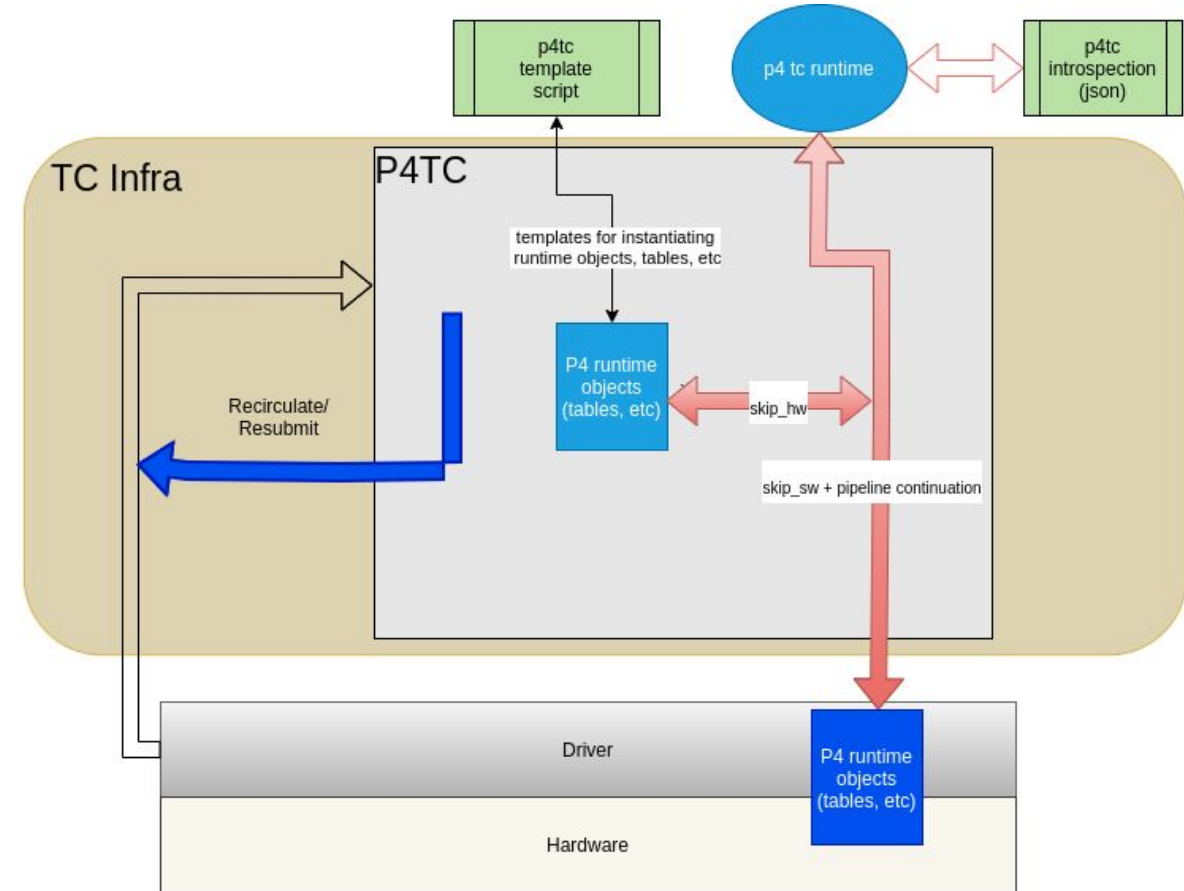 p4tc
template
script
p4 tc runtime
p4tc
introspection
(json)
TC Infra
P4TC
templates for instantiating
runtime objects, tables, etc
P4 runtime
objects
(tables, etc)
skip_hw
Recirculate/
Resubmit
skip_sw + pipeline continuation
Driver
P4 runtime
objects
(tables, etc)
Hardware